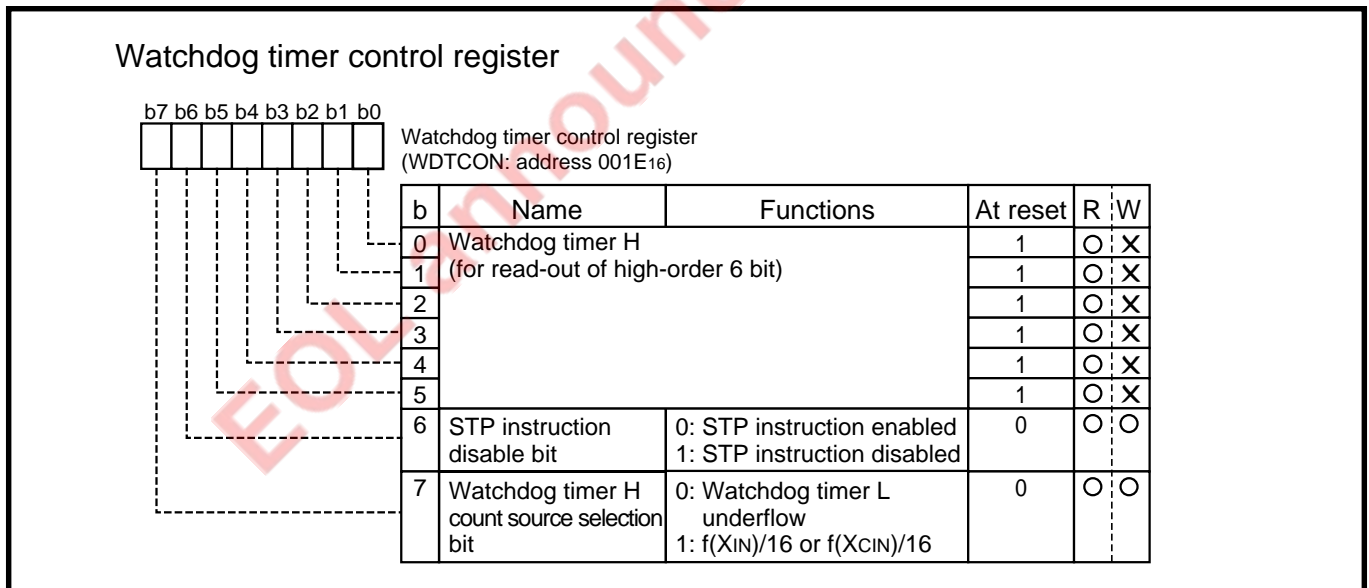 Watchdog timer control register
b7 b6 b5 b4 b3 b2 b1 b0
Watchdog timer control register
(WDTCON: address 001E16)
b Name Functions At reset R W
0 Watchdog timer H 1 O X
1 (for read-out of high-order 6 bit) 1 O X
2 1 O X
3 1 O X
4 1 O X
5 1 O X
6 STP instruction 0: STP instruction enabled 0 O O
disable bit 1: STP instruction disabled
7 Watchdog timer H 0: Watchdog timer L 0 O O
count source selection underflow
bit 1: f(XIN)/16 or f(XCIN)/16
EOL announ